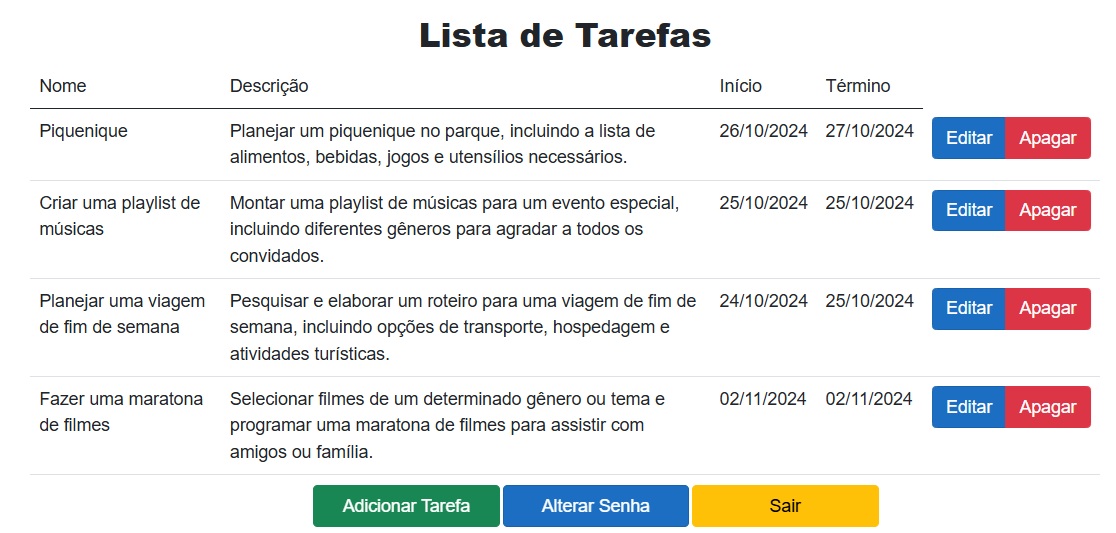 Lista de Tarefas
Nome Descrição Início Término
Piquenique Planejar um piquenique no parque, incluindo a lista de 26/10/2024 27/10/2024 Editar Apagar
alimentos, bebidas, jogos e utensílios necessários.
Criar uma playlist de Montar uma playlist de músicas para um evento especial, 25/10/2024 25/10/2024 Editar Apagar
músicas incluindo diferentes gêneros para agradar a todos os
convidados.
Planejar uma viagem Pesquisar e elaborar um roteiro para uma viagem de fim de 24/10/2024 25/10/2024 Editar Apagar
de fim de semana semana, incluindo opções de transporte, hospedagem e
atividades turísticas.
Fazer uma maratona Selecionar filmes de um determinado gênero ou tema e 02/11/2024 02/11/2024 Editar Apagar
de filmes programar uma maratona de filmes para assistir com
amigos ou família.
Adicionar Tarefa Alterar Senha Sair